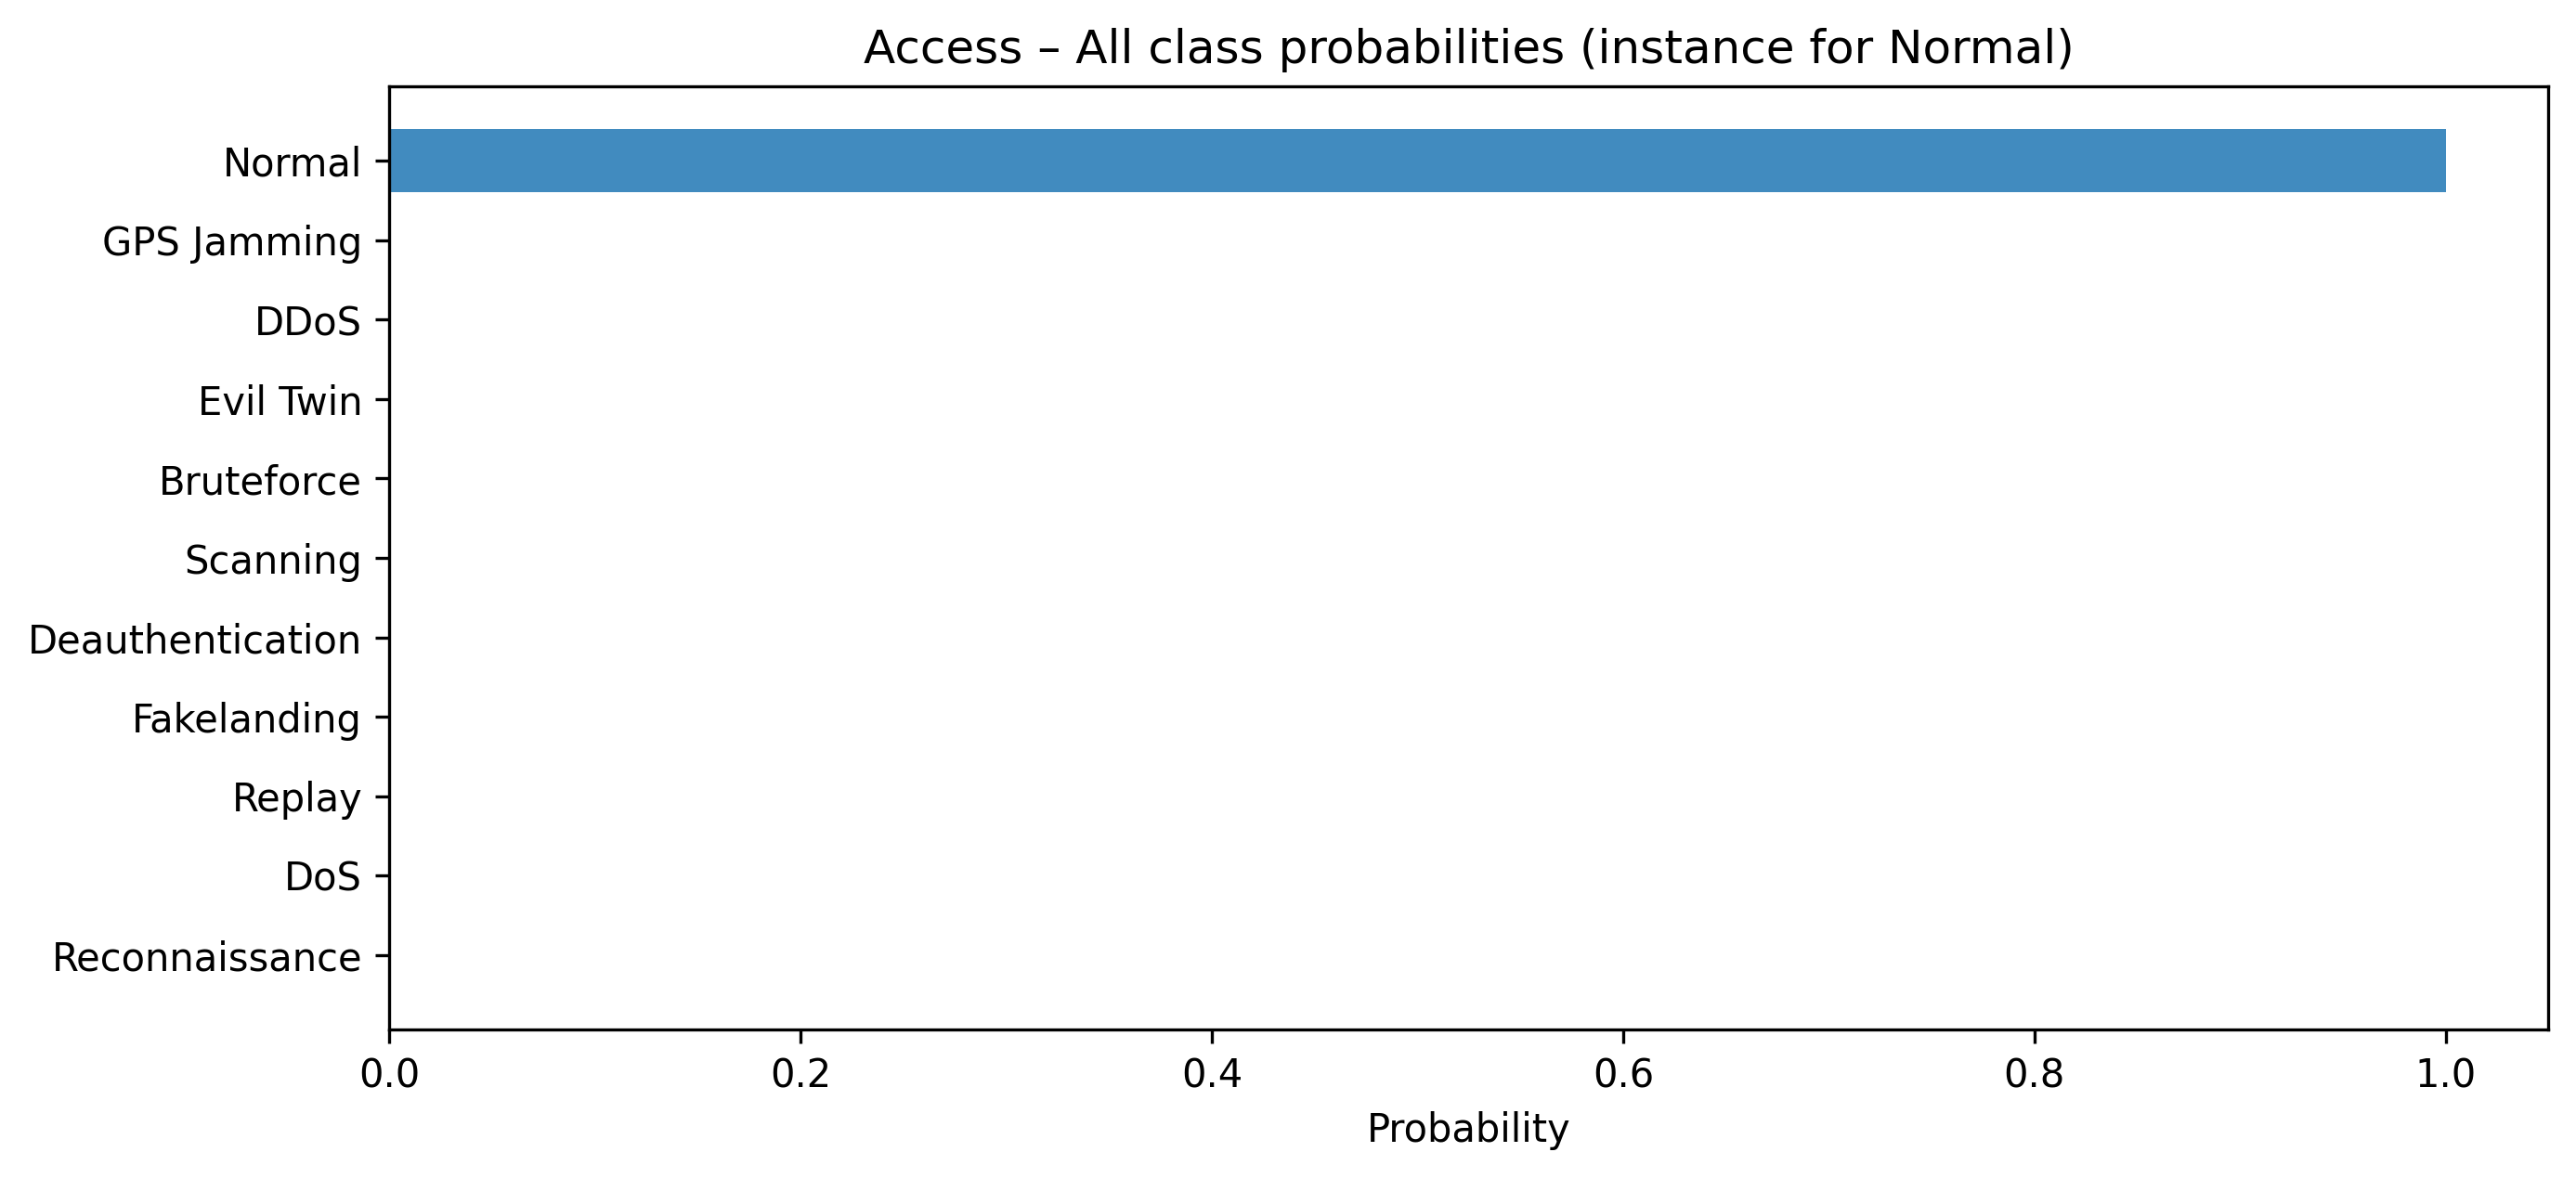 Access – All class probabilities (instance for Normal)
Normal
GPS Jamming
DDoS
Evil Twin
Bruteforce
Scanning
Deauthentication
Fakelanding
Replay
DoS
Reconnaissance
0.0 0.2 0.4 0.6 0.8 1.0
Probability